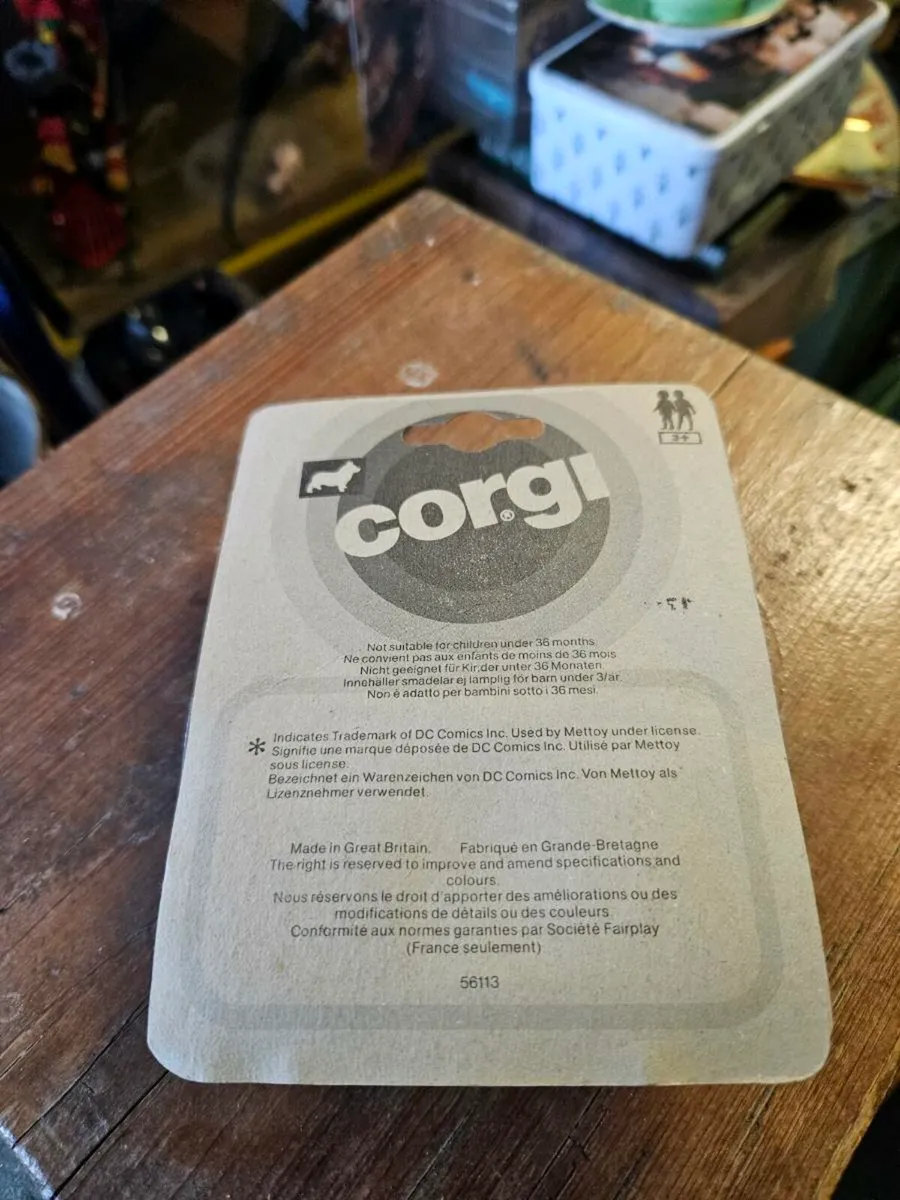 corgi®
3+
Not suitable for children under 36 months.
Ne convient pas aux enfants de moins de 36 mois
Nicht geeignet für Kinder unter 36 Monaten
Innehåller smådelar ej lämplig för barn under 3/år.
Non è adatto per bambini sotto i 36 mesi.
* Indicates Trademark of DC Comics Inc. Used by Mettoy under license.
Signifie une marque déposée de DC Comics Inc. Utilisé par Mettoy
sous license.
Bezeichnet ein Warenzeichen von DC Comics Inc. Von Mettoy als
Lizenznehmer verwendet.
Made in Great Britain. Fabriqué en Grande-Bretagne
The right is reserved to improve and amend specifications and
colours.
Nous réservons le droit d'apporter des améliorations ou des
modifications de détails ou des couleurs.
Conformité aux normes garanties par Société Fairplay
(France seulement)
56113